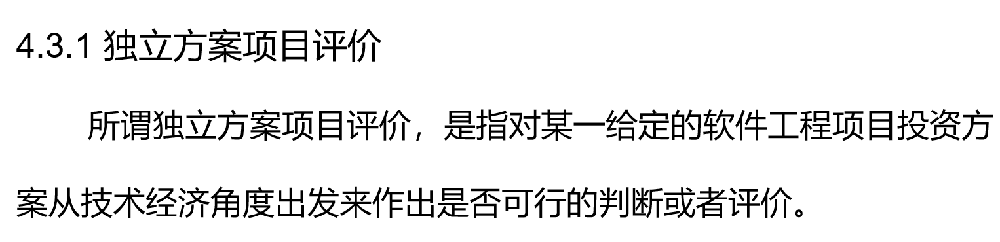 4.3.1 独立方案项目评价
所谓独立方案项目评价，是指对某一给定的软件工程项目投资方
案从技术经济角度出发来作出是否可行的判断或者评价。